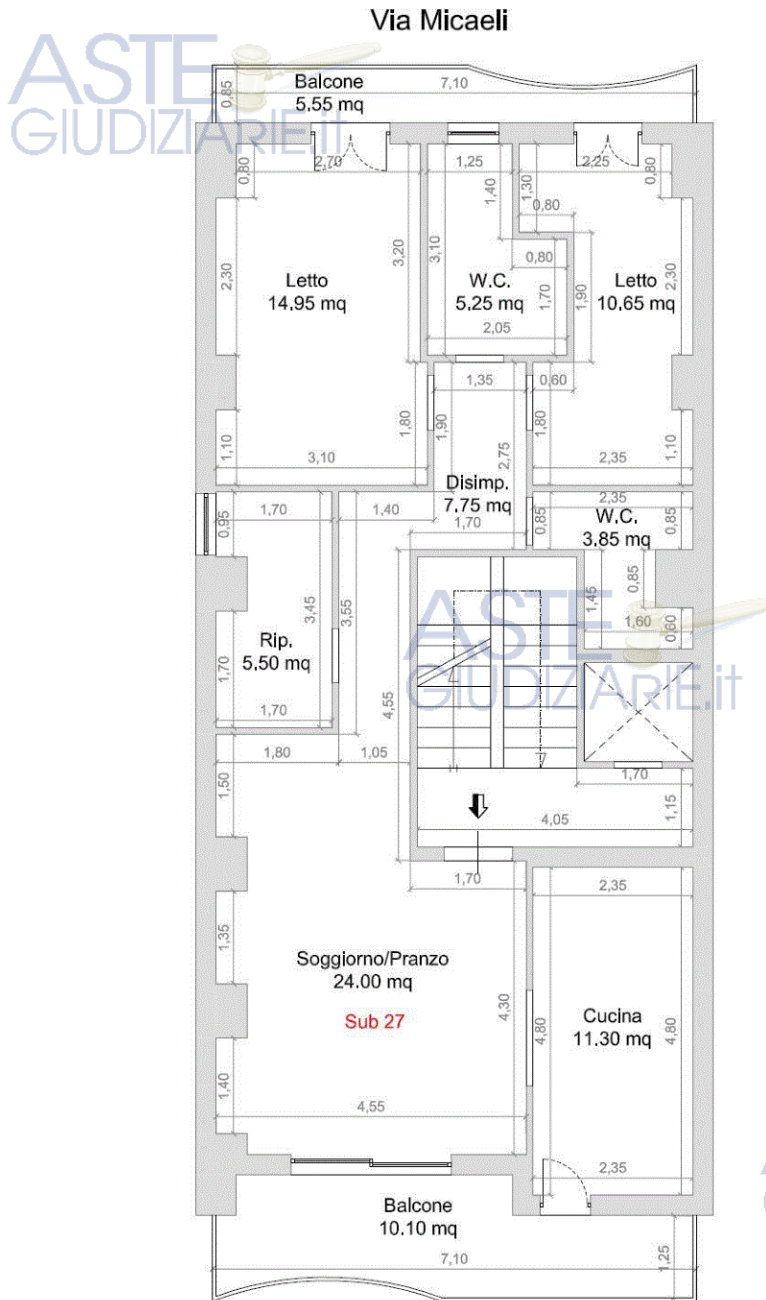 Via Micaeli
ASTE
GIUDIZIARIE.it
Balcone
5.55 mq
7,10
0,85
2,70
1,25
2,25
0,80
0,80
1,40
1,30
0,80
3,20
3,10
2,30
2,30
Letto
14.95 mq
W.C.
5.25 mq
Letto
10.65 mq
0,80
1,70
1,90
2,05
1,35
0,60
1,80
1,90
2,75
1,80
1,10
1,10
3,10
2,35
Disimp.
7.75 mq
1,70
1,40
1,70
2,35
0,95
0,85
W.C.
3.85 mq
0,85
0,85
1,45
1,60
0,60
3,45
3,55
Rip.
5.50 mq
1,70
1,70
ASTE
GIUDIZIARIE.it
4,55
1,80
1,05
1,50
1,70
4,05
1,15
1,70
2,35
1,35
Soggiorno/Pranzo
24.00 mq
Sub 27
4,30
4,80
Cucina
11.30 mq
4,80
1,40
4,55
2,35
Balcone
10.10 mq
7,10
1,25